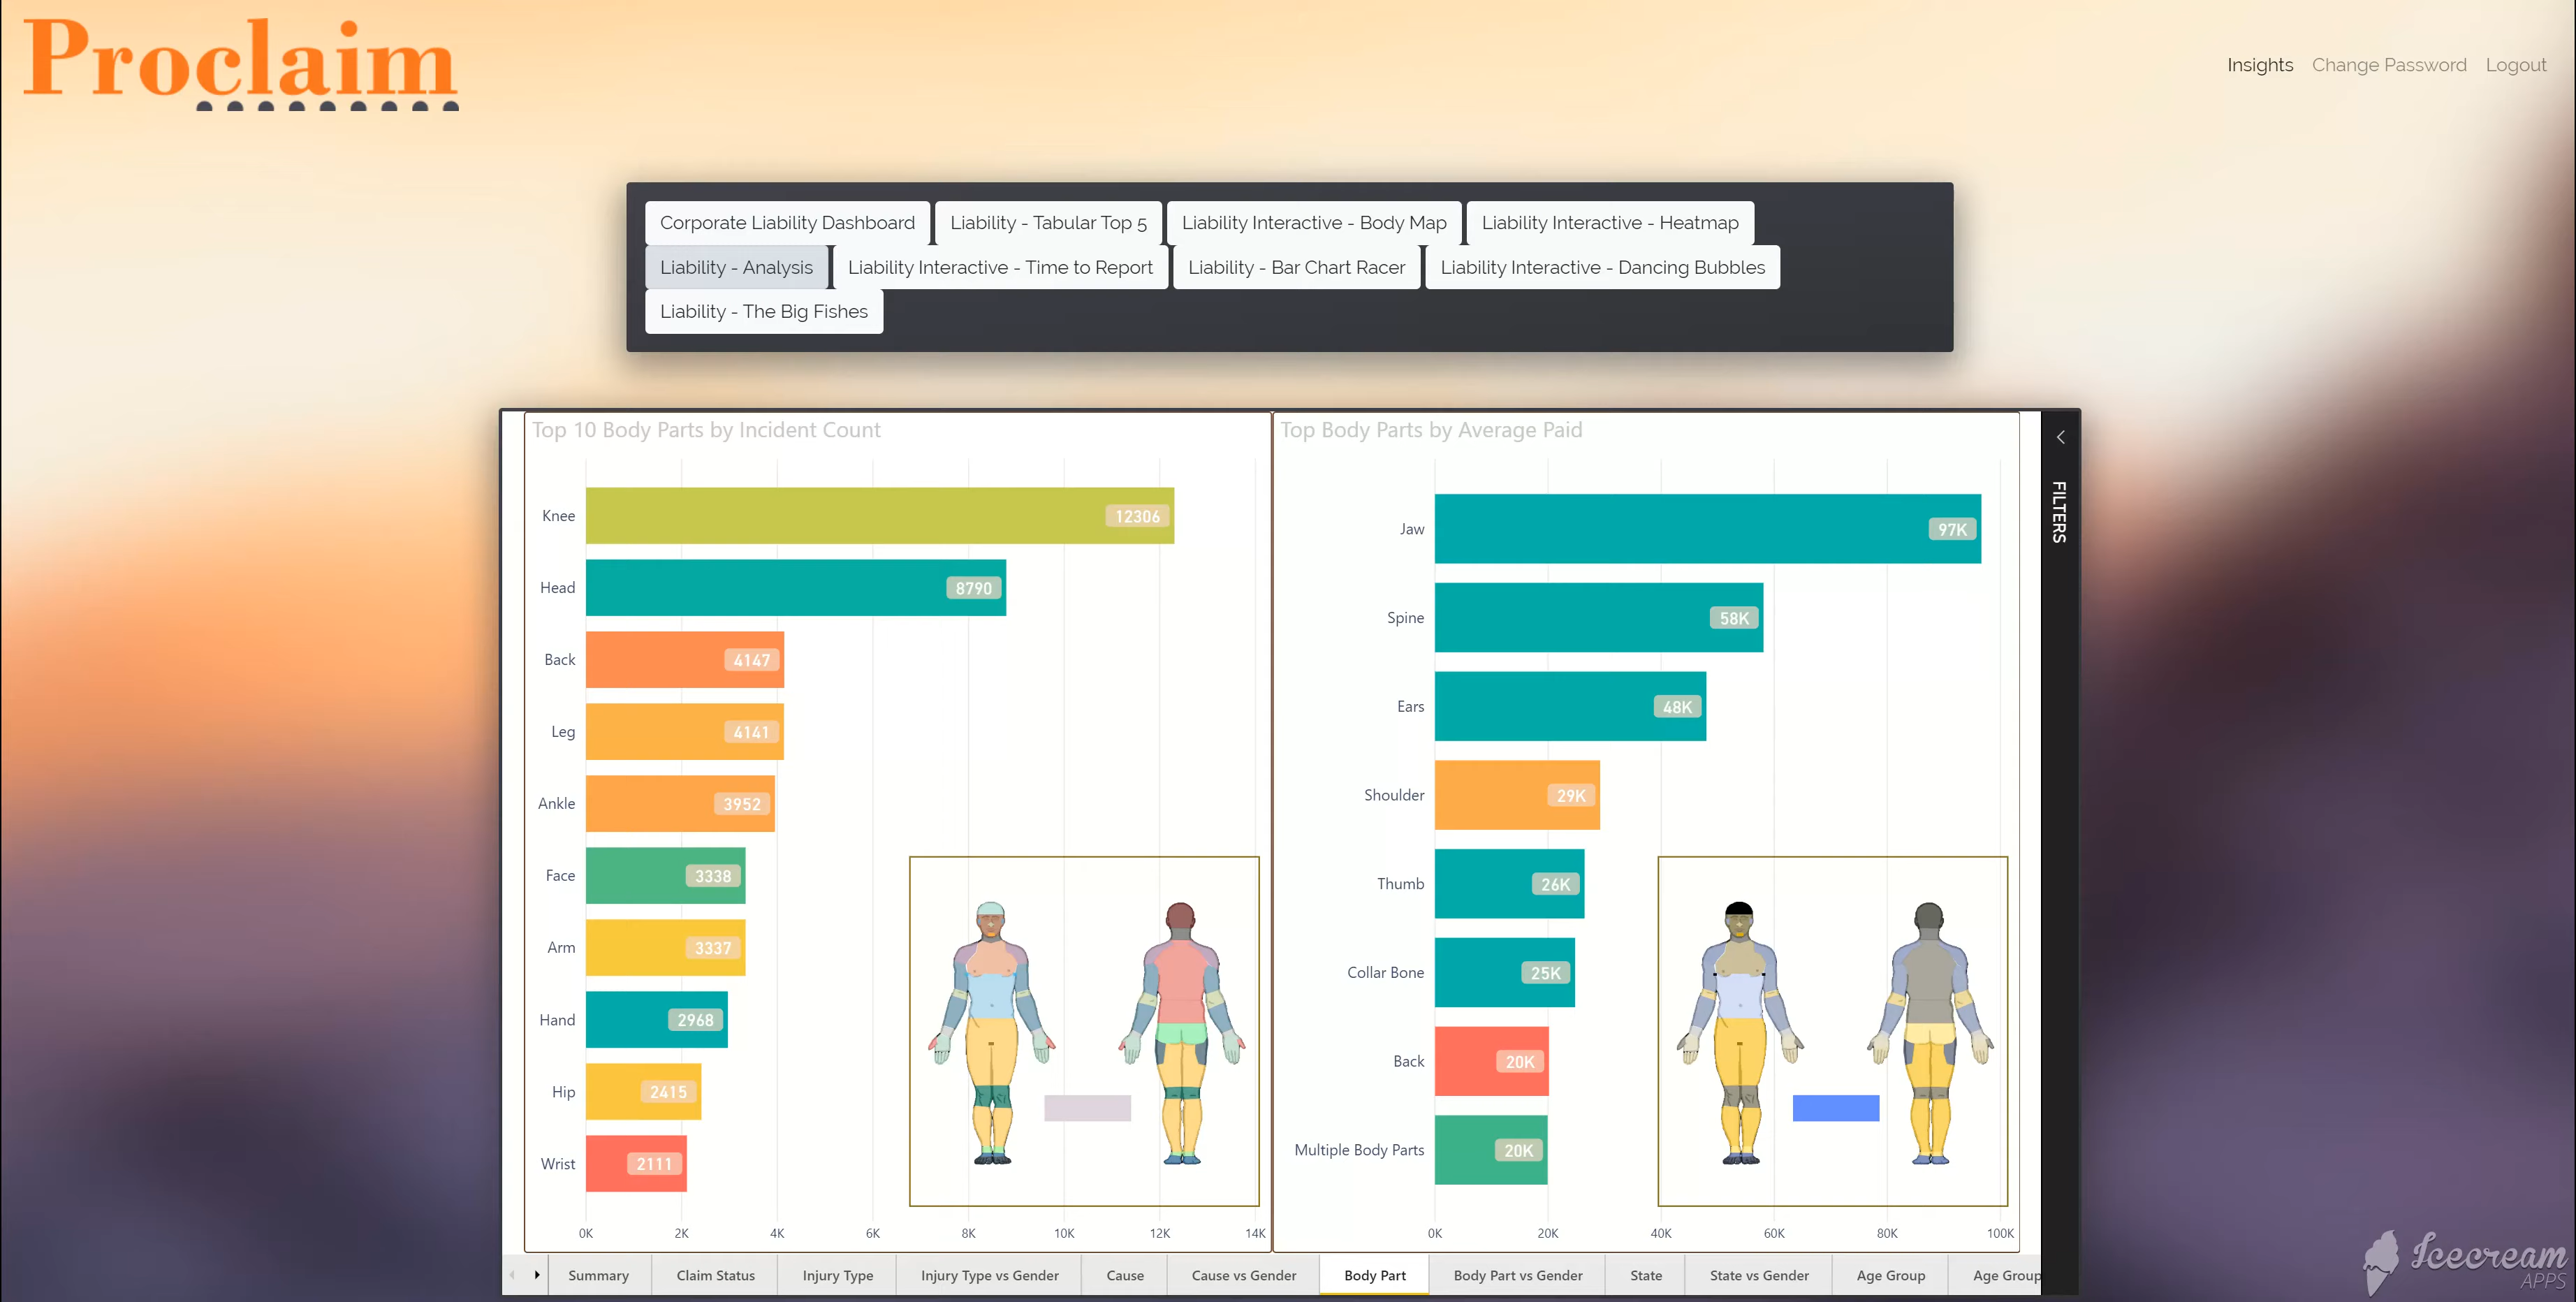 Proclaim
Insights Change Password Logout
Corporate Liability Dashboard Liability - Tabular Top 5 Liability Interactive - Body Map Liability Interactive - Heatmap
Liability - Analysis Liability Interactive - Time to Report Liability - Bar Chart Racer Liability Interactive - Dancing Bubbles
Liability - The Big Fishes
Top 10 Body Parts by Incident Count
Knee 12306
Head 8790
Back 4147
Leg 4141
Ankle 3952
Face 3338
Arm 3337
Hand 2968
Hip 2415
Wrist 2111
0K 2K 4K 6K 8K 10K 12K 14K
Top Body Parts by Average Paid
Jaw 97K
Spine 58K
Ears 48K
Shoulder 29K
Thumb 26K
Collar Bone 25K
Back 20K
Multiple Body Parts 20K
0K 20K 40K 60K 80K 100K
FILTERS
Summary Claim Status Injury Type Injury Type vs Gender Cause Cause vs Gender Body Part Body Part vs Gender State State vs Gender Age Group Age Group
Icecream
APPS